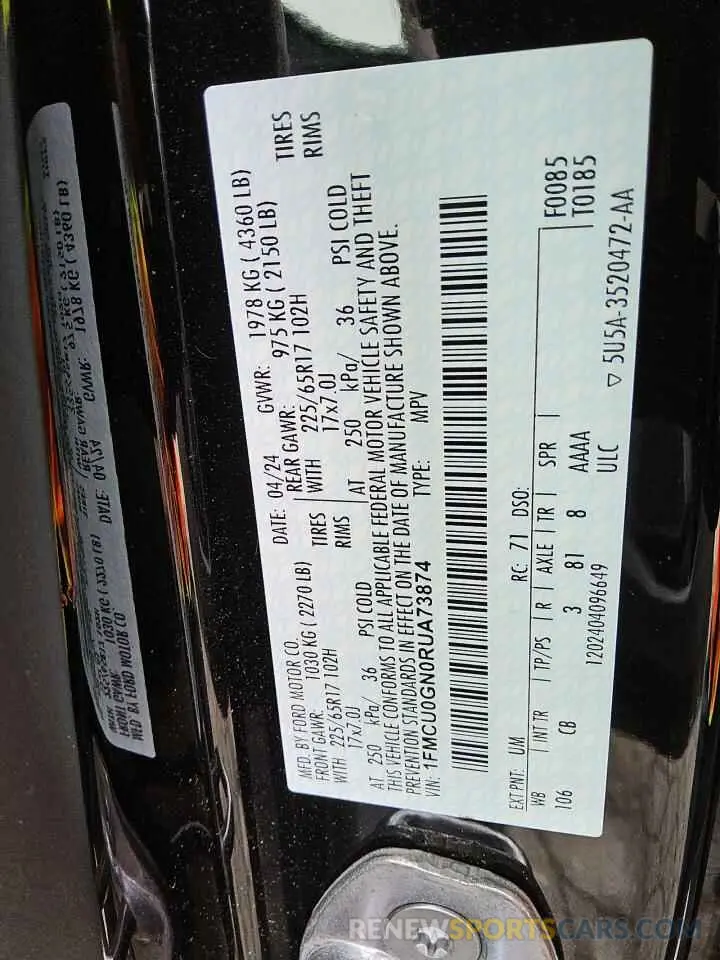 MFD. BY FORD MOTOR CO.
DATE: 04/24 GVWR: 1978 KG ( 4360 LB)
FRONT GAWR: 1030 KG ( 2270 LB) REAR GAWR: 975 KG ( 2150 LB)
WITH 225/65R17 102H TIRES WITH 225/65R17 102H TIRES
17x7.0J RIMS 17x7.0J RIMS
AT 250 kPa/ 36 PSI COLD AT 250 kPa/ 36 PSI COLD
THIS VEHICLE CONFORMS TO ALL APPLICABLE FEDERAL MOTOR VEHICLE SAFETY AND THEFT
PREVENTION STANDARDS IN EFFECT ON THE DATE OF MANUFACTURE SHOWN ABOVE.
VIN: 1FMCU0GN0RUA73874 TYPE: MPV
EXT PNT: UM RC: 71 DSO:
WB INT TR TP/PS R AXLE TR SPR F0085
106 CB 3 81 8 AAAA T0185
ULC
1202404096649
▽ 5U5A-3520472-AA
RENEWSPORTSCARS.COM